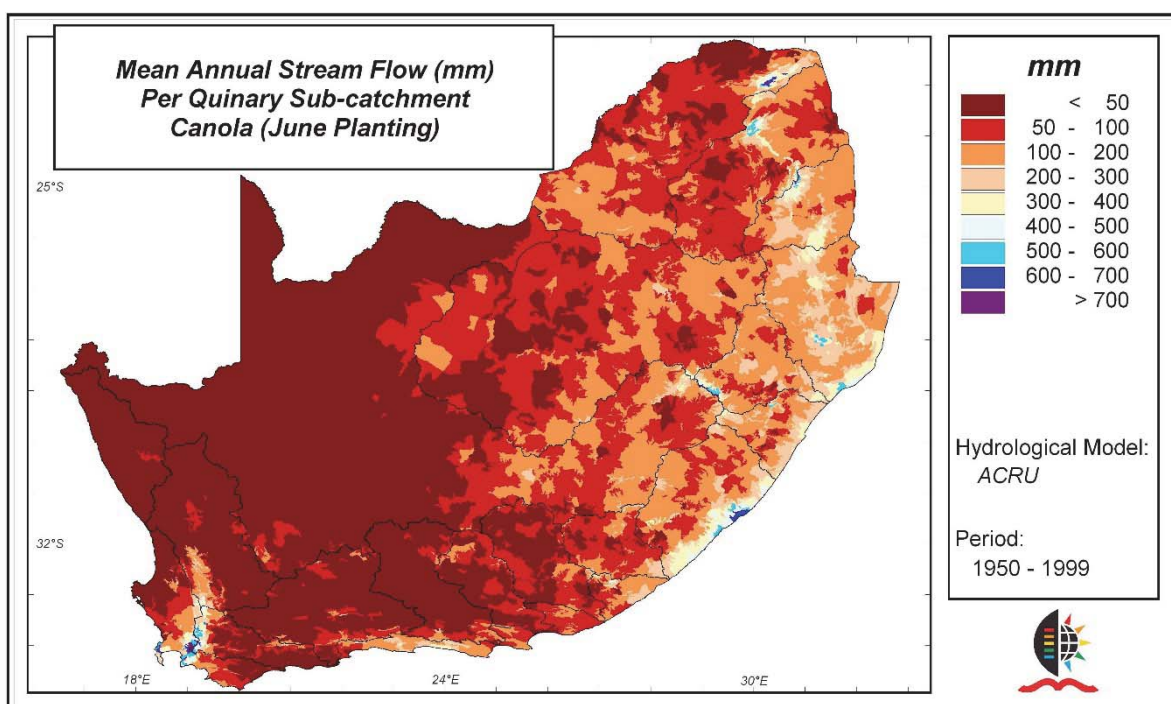 Mean Annual Stream Flow (mm)
Per Quinary Sub-catchment
Canola (June Planting)
25°S
32°S
18°E
24°E
30°E
mm
< 50
50 - 100
100 - 200
200 - 300
300 - 400
400 - 500
500 - 600
600 - 700
> 700
Hydrological Model:
ACRU
Period:
1950 - 1999